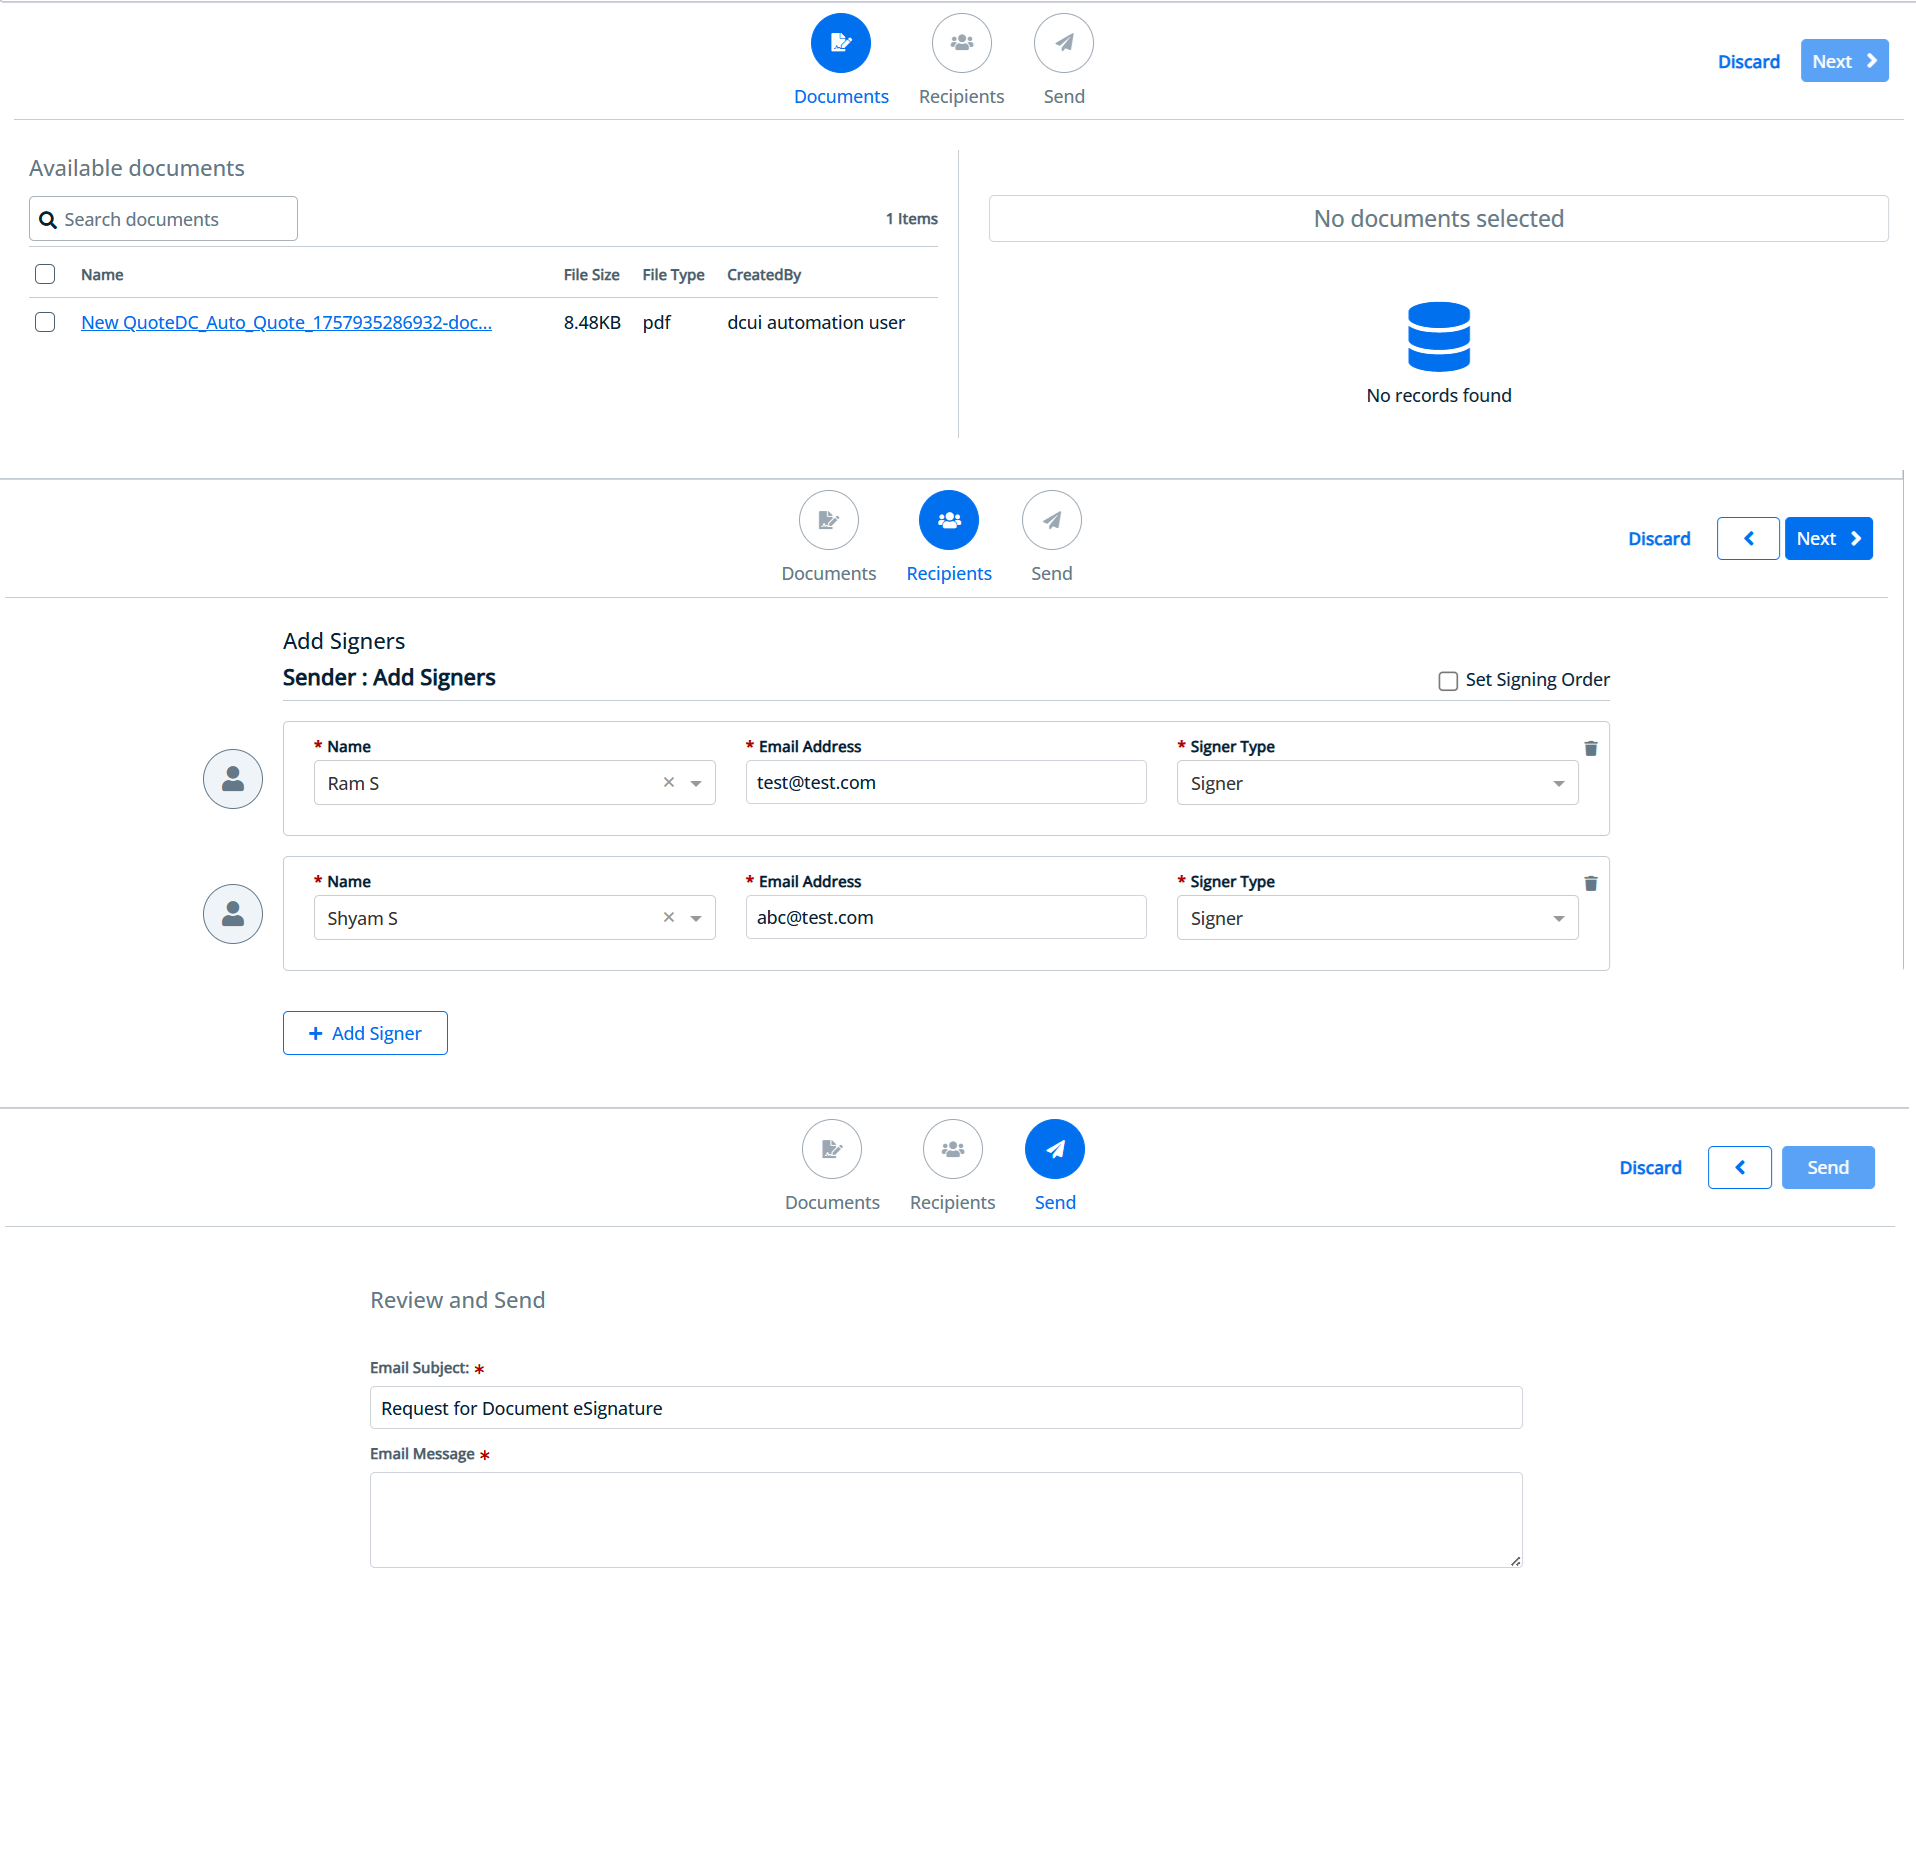 Documents Recipients Send
Discard Next
Available documents
Search documents
1 Items
No documents selected
Name File Size File Type CreatedBy
New QuoteDC_Auto_Quote_1757935286932-doc... 8.48KB pdf dcui automation user
No records found
Documents Recipients Send
Discard Next
Add Signers
Sender : Add Signers
Set Signing Order
* Name * Email Address * Signer Type
Ram S test@test.com Signer
* Name * Email Address * Signer Type
Shyam S abc@test.com Signer
+ Add Signer
Documents Recipients Send
Discard Send
Review and Send
Email Subject: *
Request for Document eSignature
Email Message *